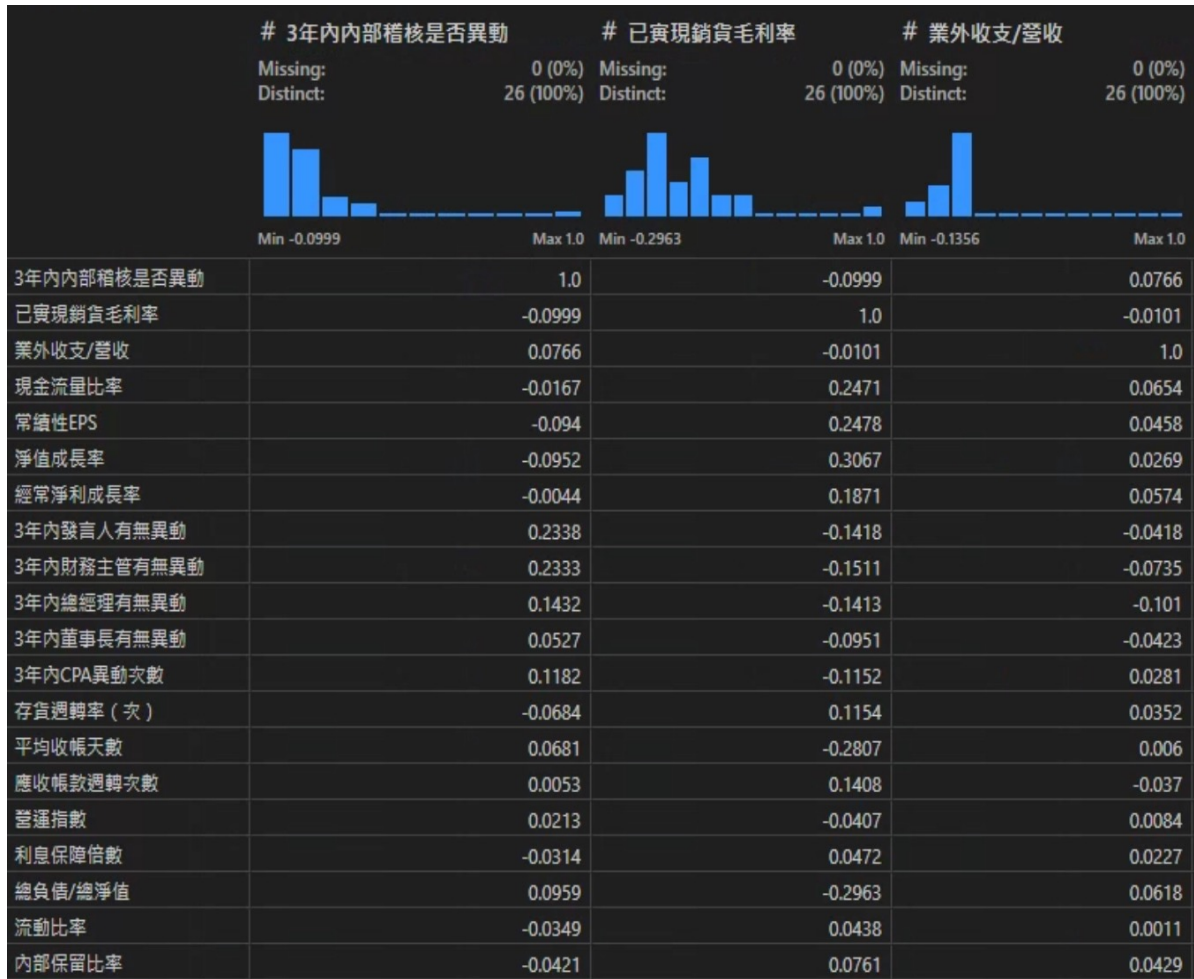 # 3年內內部稽核是否異動 # 已實現銷貨毛利率 # 業外收支/營收
Missing: 0 (0%) Missing: 0 (0%) Missing: 0 (0%)
Distinct: 26 (100%) Distinct: 26 (100%) Distinct: 26 (100%)
Min -0.0999 Max 1.0 Min -0.2963 Max 1.0 Min -0.1356 Max 1.0
3年內內部稽核是否異動 1.0 -0.0999 0.0766
已實現銷貨毛利率 -0.0999 1.0 -0.0101
業外收支/營收 0.0766 -0.0101 1.0
現金流量比率 -0.0167 0.2471 0.0654
常續性EPS -0.094 0.2478 0.0458
淨值成長率 -0.0952 0.3067 0.0269
經常淨利成長率 -0.0044 0.1871 0.0574
3年內發言人有無異動 0.2338 -0.1418 -0.0418
3年內財務主管有無異動 0.2333 -0.1511 -0.0735
3年內總經理有無異動 0.1432 -0.1413 -0.101
3年內董事長有無異動 0.0527 -0.0951 -0.0423
3年內CPA異動次數 0.1182 -0.1152 0.0281
存貨週轉率（次） -0.0684 0.1154 0.0352
平均收帳天數 0.0681 -0.2807 0.006
應收帳款週轉次數 0.0053 0.1408 -0.037
營運指數 0.0213 -0.0407 0.0084
利息保障倍數 -0.0314 0.0472 0.0227
總負債/總淨值 0.0959 -0.2963 0.0618
流動比率 -0.0349 0.0438 0.0011
內部保留比率 -0.0421 0.0761 0.0429